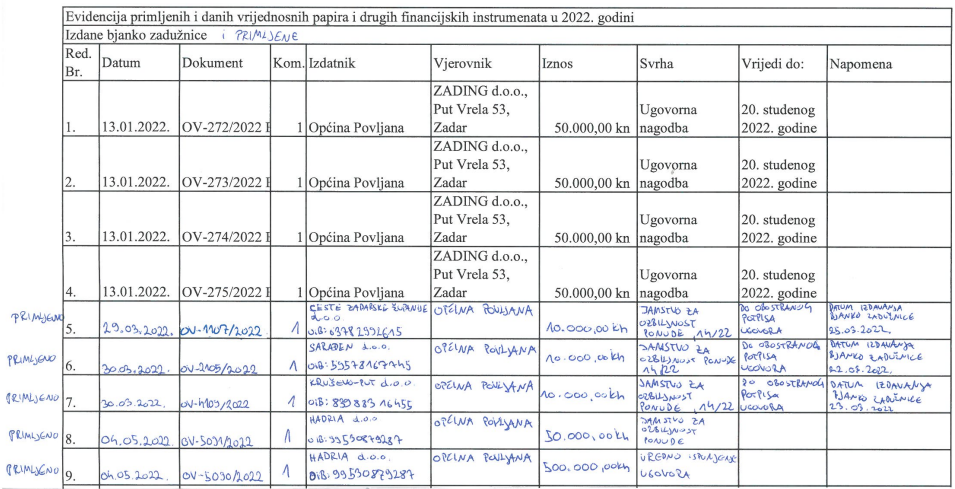 Evidencija primljenih i danih vrijednosnih papira i drugih financijskih instrumenata u 2022. godini
Izdane bjanko zadužnice i PRIMLJENE
Red. Br. Datum Dokument Kom. Izdatnik Vjerovnik Iznos Svrha Vrijedi do: Napomena
1. 13.01.2022. OV-272/2022 1 Općina Povljana ZADING d.o.o., Put Vrela 53, Zadar 50.000,00 kn Ugovorna nagodba 20. studenog 2022. godine
2. 13.01.2022. OV-273/2022 1 Općina Povljana ZADING d.o.o., Put Vrela 53, Zadar 50.000,00 kn Ugovorna nagodba 20. studenog 2022. godine
3. 13.01.2022. OV-274/2022 1 Općina Povljana ZADING d.o.o., Put Vrela 53, Zadar 50.000,00 kn Ugovorna nagodba 20. studenog 2022. godine
4. 13.01.2022. OV-275/2022 1 Općina Povljana ZADING d.o.o., Put Vrela 53, Zadar 50.000,00 kn Ugovorna nagodba 20. studenog 2022. godine
PRIMLJENO 5. 29.03.2022. OV-1107/2022 1 CESTE ZADARSKE ŽUPANIJE d.o.o OIB: OPĆINA POVLJANA 10.000,00 kn JAMSTVO ZA OZBILJNOST PONUDE, 14/22 DO OBOSTRANOG POTPISA UGOVORA DATUM IZDAVANJA BJANKO ZADUŽNICE 25.03.2022.
PRIMLJENO 6. 30.03.2022. OV-2105/2022 1 d.o.o. OIB: OPĆINA POVLJANA 10.000,00 kn JAMSTVO ZA OZBILJNOST PONUDE 14/22 DO OBOSTRANOG POTPISA UGOVORA DATUM IZDAVANJA BJANKO ZADUŽNICE 22.03.2022.
PRIMLJENO 7. 30.03.2022. 1 KRUŠEVO-PUT d.o.o OIB: OPĆINA POVLJANA 10.000,00 kn JAMSTVO ZA OZBILJNOST PONUDE, 14/22 DO OBOSTRANOG POTPISA UGOVORA DATUM IZDAVANJA BJANKO ZADUŽNICE 23.03.2022
PRIMLJENO 8. 04.05.2022. OV-5031/2022 1 HADRIA d.o.o OIB: 99530879287 OPĆINA POVLJANA 50.000,00 kn JAMSTVO ZA OZBILJNOST PONUDE
PRIMLJENO 9. 04.05.2022. OV-5030/2022 1 HADRIA d.o.o. OIB: 99530879287 OPĆINA POVLJANA 500.000,00 kn UREDNO ISPUNJENJE UGOVORA